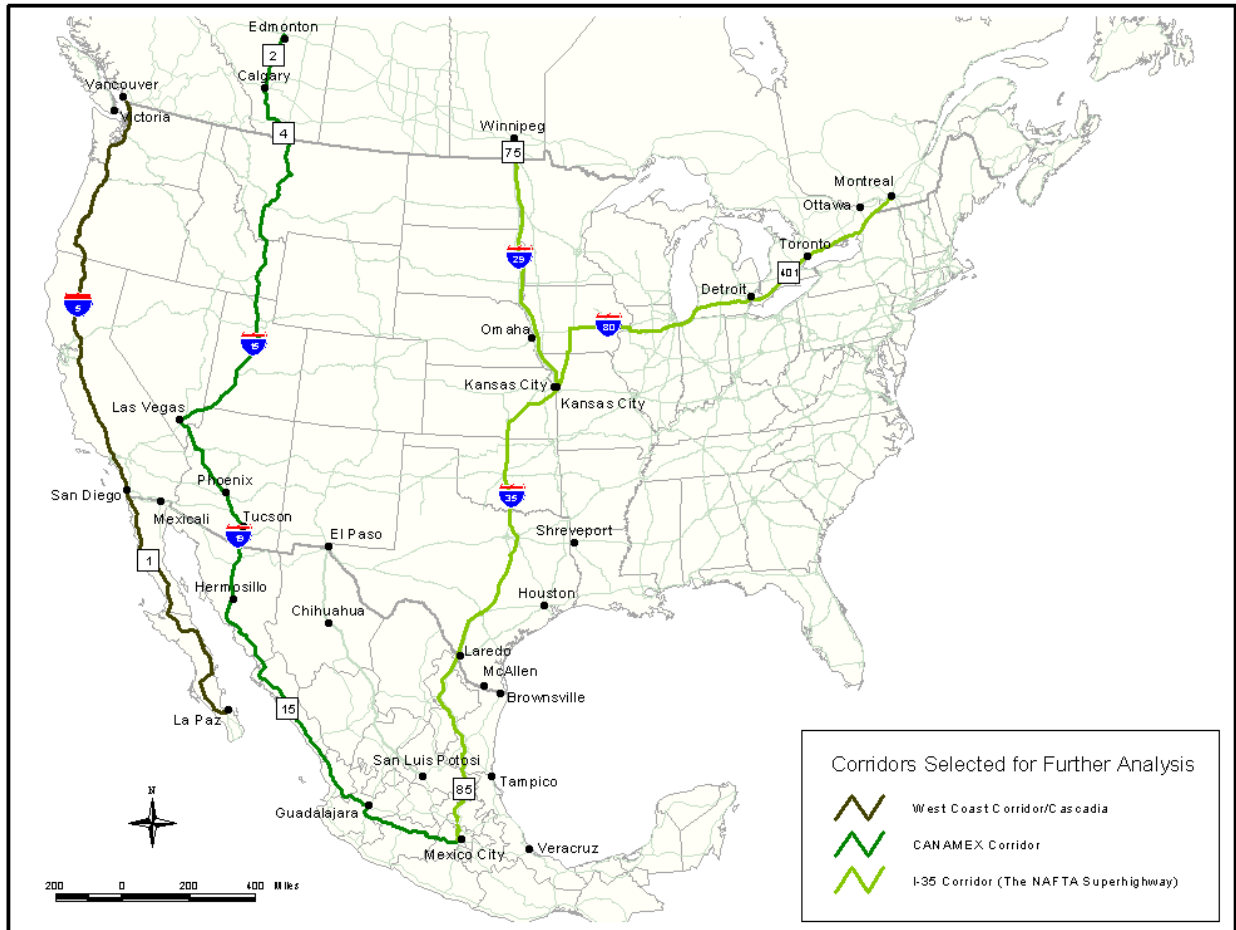 Edmonton
2
Calgary
Vancouver
Victoria
4
Winnipeg
75
Montreal
Ottawa
Toronto
401
Detroit
29
5
80
15
Omaha
Kansas City
Kansas City
Las Vegas
Phoenix
San Diego
Mexicali
Tucson
19
35
El Paso
Shreveport
1
Hermosillo
Chihuahua
Houston
Laredo
McAllen
Brownsville
La Paz
15
San Luis Potosi
Tampico
85
Guadalajara
Mexico City
Veracruz
N
200 0 200 400 Miles
Corridors Selected for Further Analysis
West Coast Corridor/Cascadia
CANAMEX Corridor
I-35 Corridor (The NAFTA Superhighway)